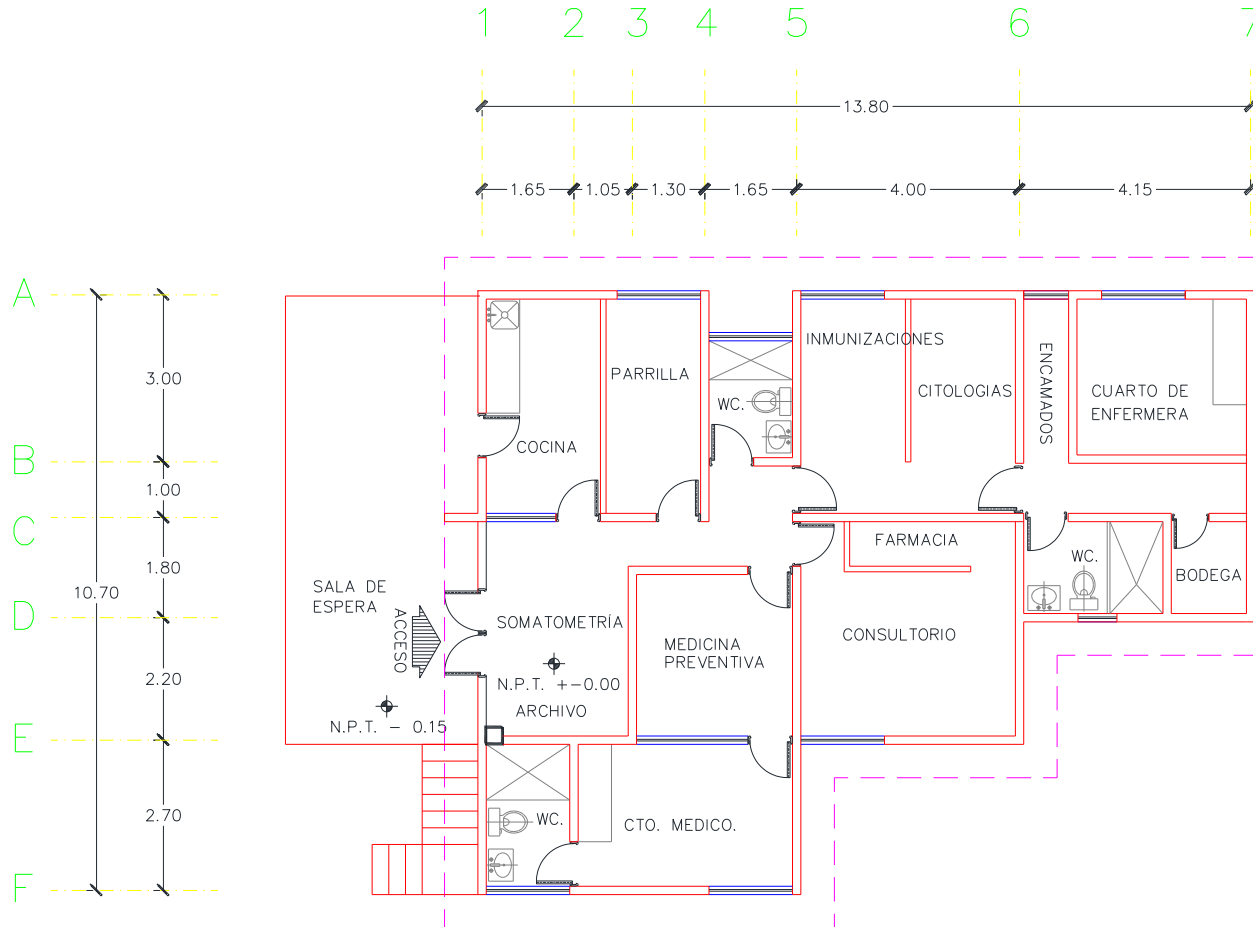 1 2 3 4 5 6 7
13.80
1.65 1.05 1.30 1.65 4.00 4.15
A
B
C
D
E
F
10.70
3.00
1.00
1.80
2.20
2.70
INMUNIZACIONES
PARRILLA
CITOLOGIAS
ENCAMADOS
CUARTO DE
ENFERMERA
WC.
COCINA
FARMACIA
WC.
BODEGA
SALA DE
ESPERA
ACCESO
SOMATOMETRÍA
CONSULTORIO
MEDICINA
PREVENTIVA
N.P.T. +-0.00
ARCHIVO
N.P.T. - 0.15
WC.
CTO. MEDICO.